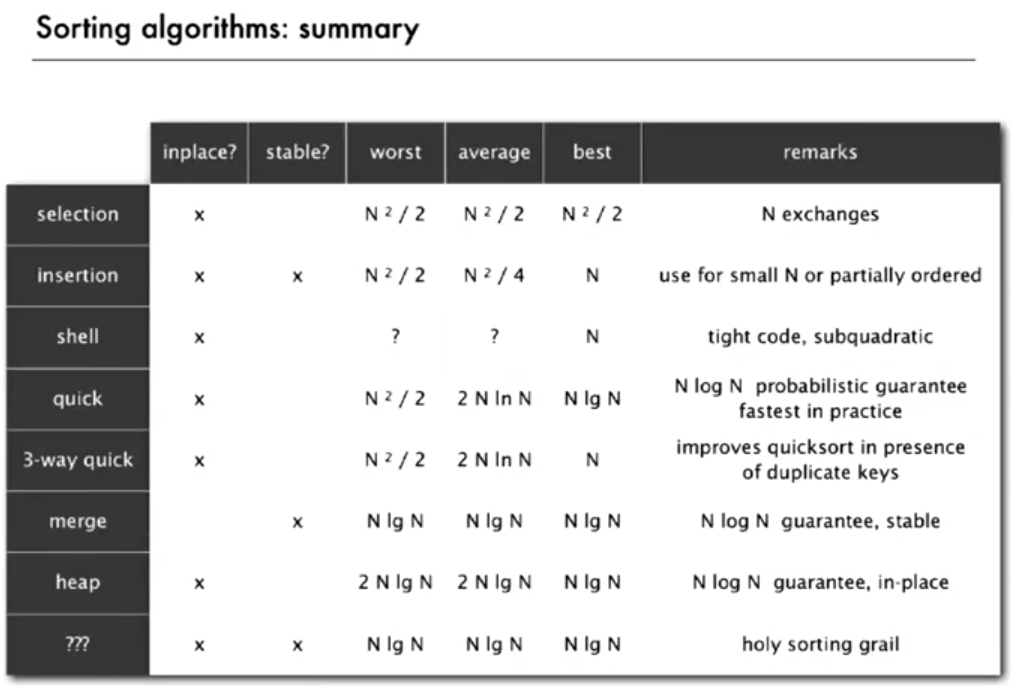 Sorting algorithms: summary
inplace? stable? worst average best remarks
selection x N ² / 2 N ² / 2 N ² / 2 N exchanges
insertion x x N ² / 2 N ² / 4 N use for small N or partially ordered
shell x ? ? N tight code, subquadratic
quick x N ² / 2 2 N ln N N lg N N log N probabilistic guarantee
fastest in practice
3-way quick x N ² / 2 2 N ln N N improves quicksort in presence
of duplicate keys
merge x N lg N N lg N N lg N N log N guarantee, stable
heap x 2 N lg N 2 N lg N N lg N N log N guarantee, in-place
??? x x N lg N N lg N N lg N holy sorting grail